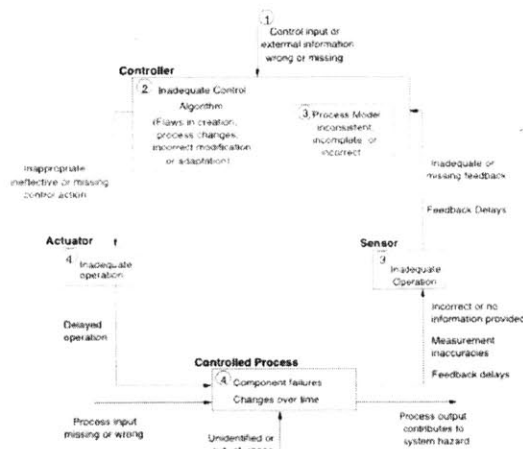 1
Control input or
external information
wrong or missing
Controller
2 Inadequate Control
Algorithm
(Flaws in creation,
process changes,
incorrect modification
or adaptation)
3 Process Model
inconsistent,
incomplete, or
incorrect
Inappropriate
ineffective or missing
control action
Inadequate or
missing feedback
Feedback Delays
Actuator
4 Inadequate
operation
Sensor
3 Inadequate
Operation
Delayed
operation
Incorrect or no
information provided
Measurement
inaccuracies
Feedback delays
Controlled Process
4 Component failures
Changes over time
Process input
missing or wrong
Unidentified or
Process output
contributes to
system hazard